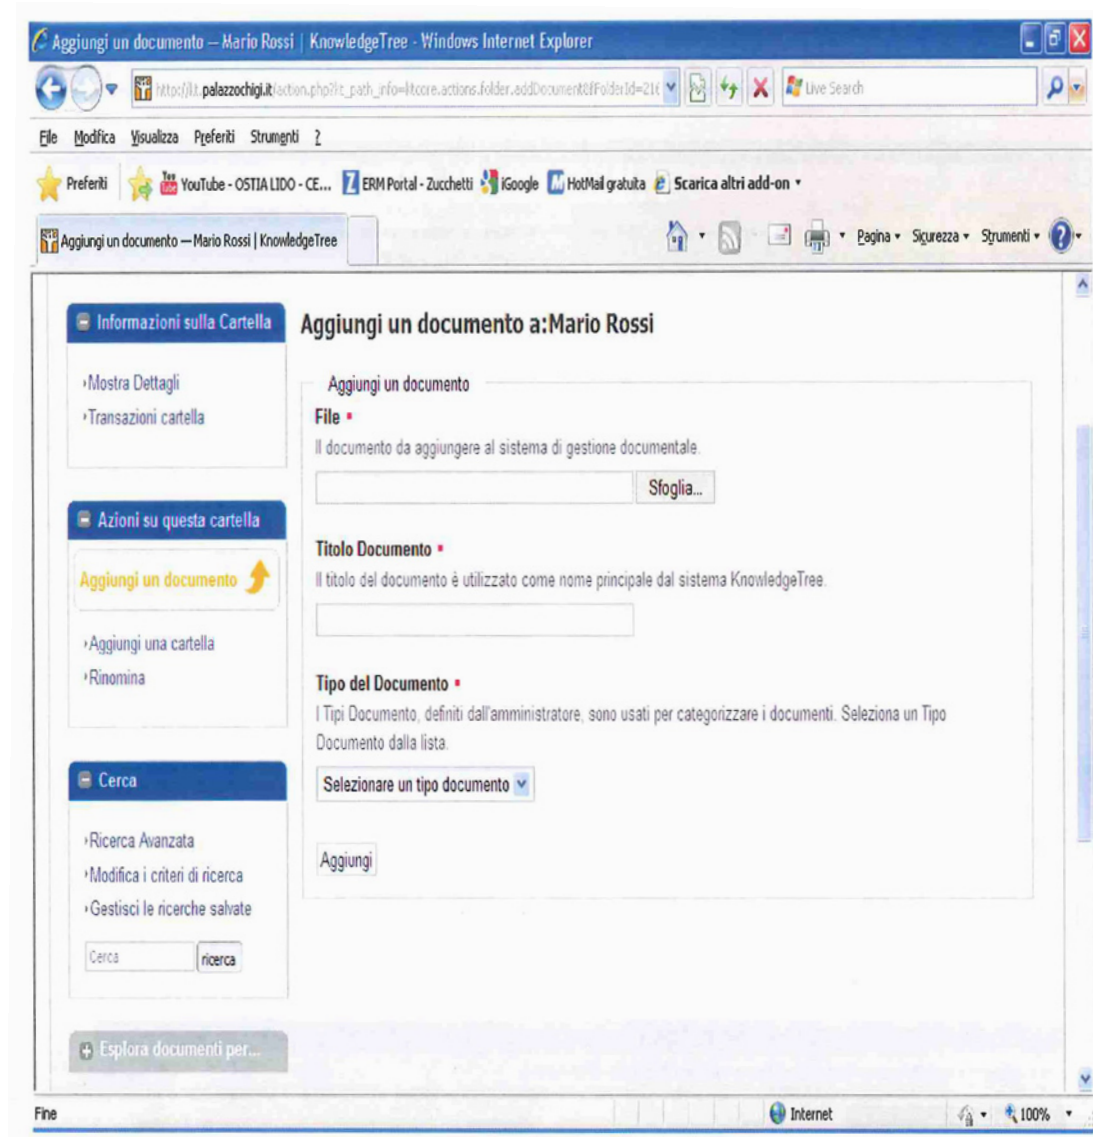 Aggiungi un documento — Mario Rossi | KnowledgeTree - Windows Internet Explorer
palazzochigi.it
Live Search
File Modifica Visualizza Preferiti Strumenti ?
Preferiti YouTube - OSTIA LIDO - CE... ERM Portal - Zucchetti iGoogle HotMail gratuita Scarica altri add-on
Aggiungi un documento — Mario Rossi | KnowledgeTree
Pagina Sicurezza Strumenti
Informazioni sulla Cartella
Mostra Dettagli
Transazioni cartella
Azioni su questa cartella
Aggiungi un documento
Aggiungi una cartella
Rinomina
Cerca
Ricerca Avanzata
Modifica i criteri di ricerca
Gestisci le ricerche salvate
Cerca ricerca
Esplora documenti per...
Aggiungi un documento a:Mario Rossi
Aggiungi un documento
File
Il documento da aggiungere al sistema di gestione documentale.
Sfoglia...
Titolo Documento
Il titolo del documento è utilizzato come nome principale dal sistema KnowledgeTree.
Tipo del Documento
I Tipi Documento, definiti dall'amministratore, sono usati per categorizzare i documenti. Seleziona un Tipo
Documento dalla lista.
Selezionare un tipo documento
Aggiungi
Fine Internet 100%